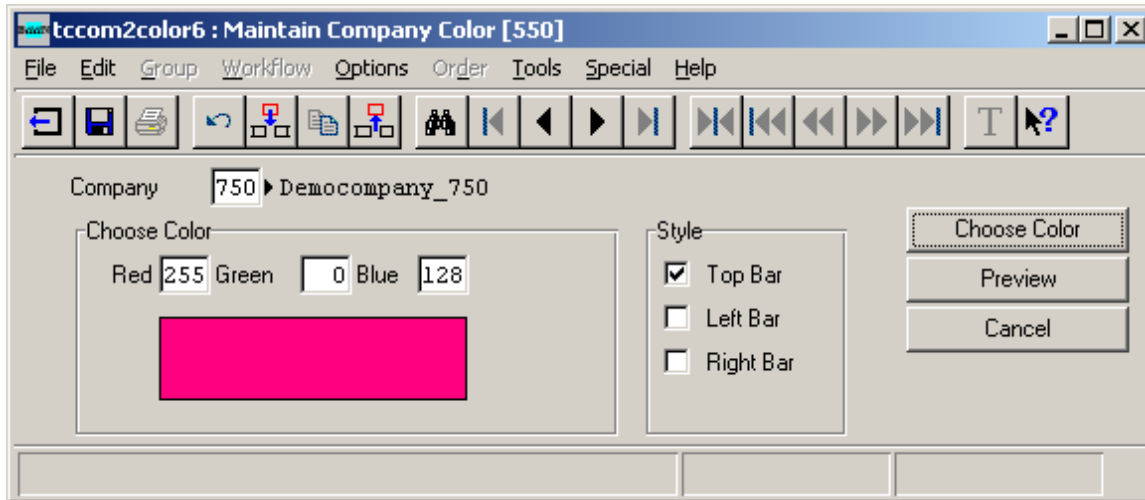 tccom2color6 : Maintain Company Color [550]
File Edit Group Workflow Options Order Tools Special Help
T ?
Company 750 Democompany_750
Choose Color
Red 255 Green 0 Blue 128
Style
Top Bar
Left Bar
Right Bar
Choose Color
Preview
Cancel